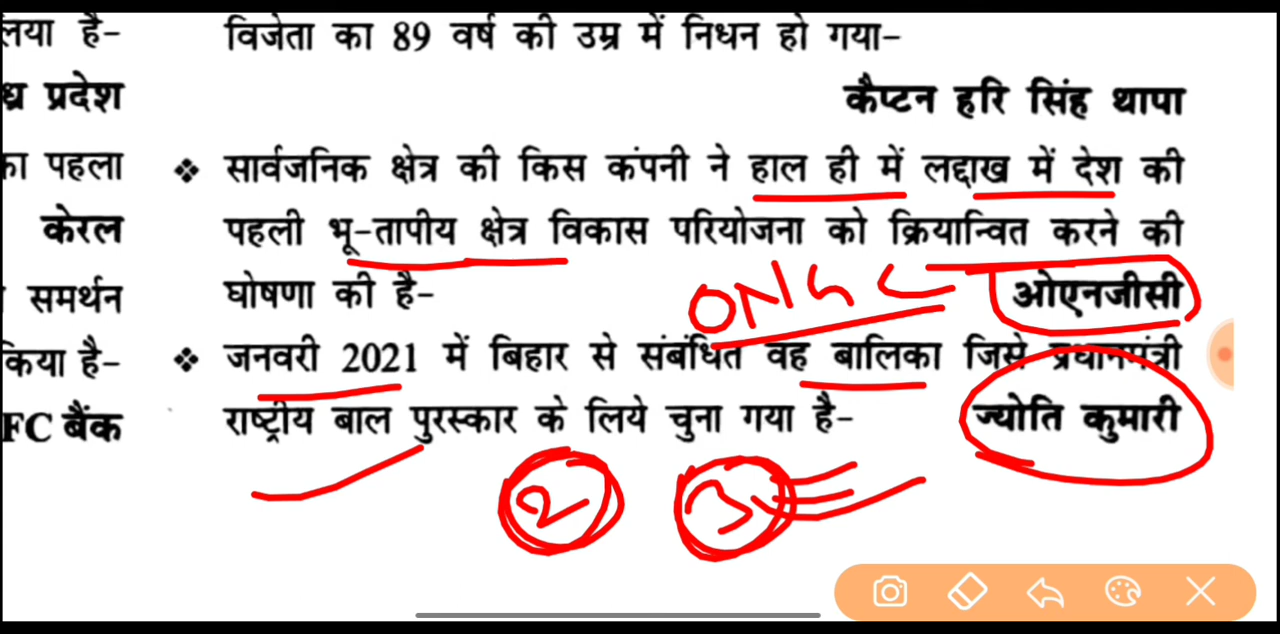 लिया है-
ध्र प्रदेश
का पहला
केरल
समर्थन
किया है-
FC बैंक
विजेता का 89 वर्ष की उम्र में निधन हो गया-
कैप्टन हरि सिंह थापा
❖ सार्वजनिक क्षेत्र की किस कंपनी ने हाल ही में लद्दाख में देश की
पहली भू-तापीय क्षेत्र विकास परियोजना को क्रियान्वित करने की
घोषणा की है- ओएनजीसी
ONGC
❖ जनवरी 2021 में बिहार से संबंधित वह बालिका जिसे प्रधानमंत्री
राष्ट्रीय बाल पुरस्कार के लिये चुना गया है- ज्योति कुमारी
2 3